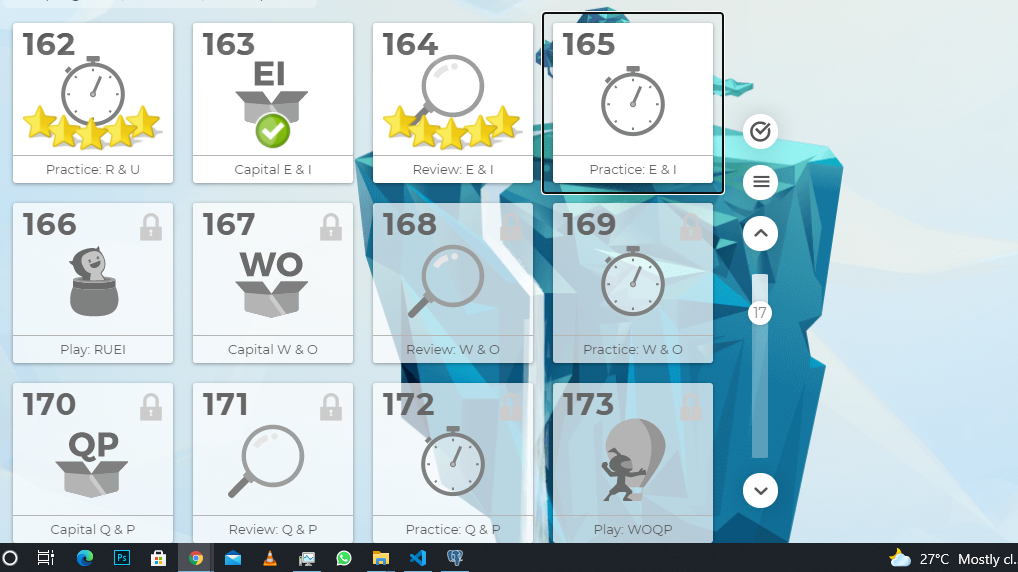 162
Practice: R & U
163
EI
Capital E & I
164
Review: E & I
165
Practice: E & I
166
Play: RUEI
167
WO
Capital W & O
168
Review: W & O
169
Practice: W & O
170
QP
Capital Q & P
171
Review: Q & P
172
Practice: Q & P
173
Play: WOQP
17
Ps
27°C Mostly cl...